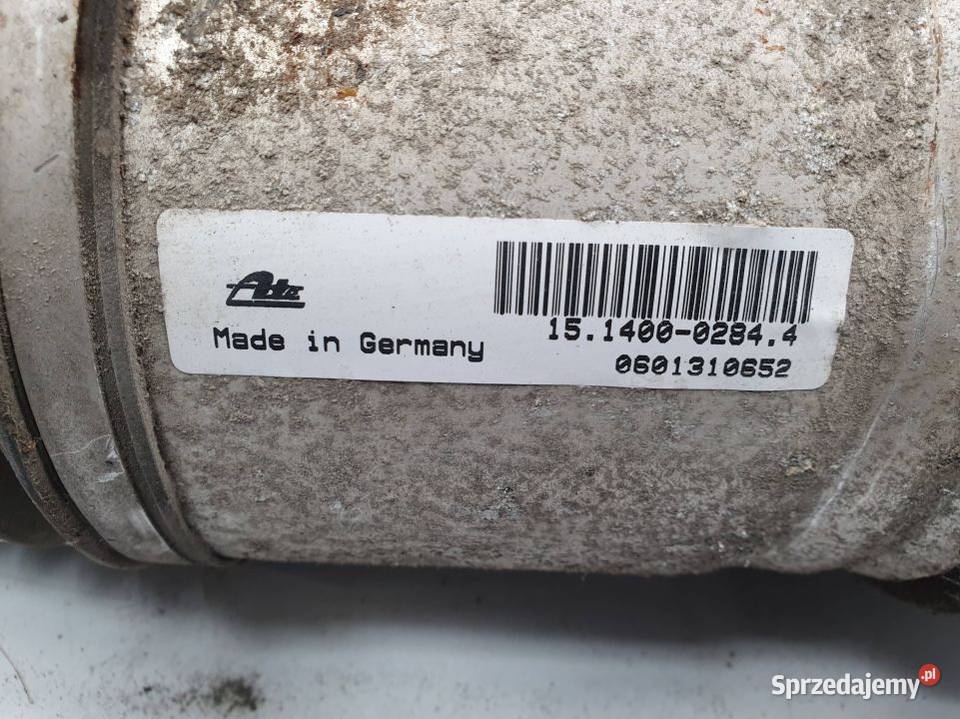 Ate
Made in Germany
15.1400-0284.4
0601310652
Sprzedajemy.pl